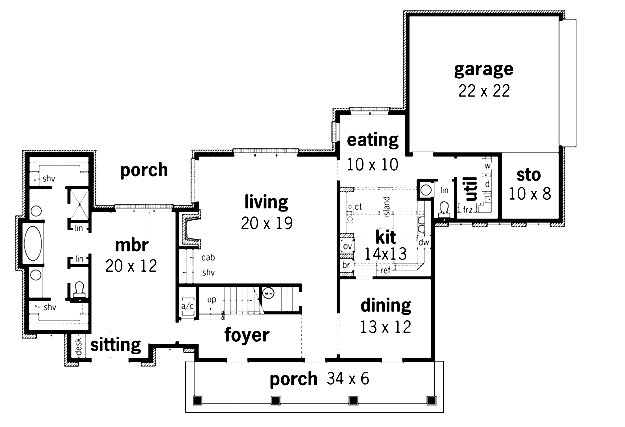 garage
22 x 22
eating
10 x 10
porch
shv
living
20 x 19
lin
util
w
d
frz
sto
10 x 8
ct
island
kit
14x13
dw
ov
br
ref
lin
mbr
20 x 12
lin
cab
shv
shv
a/c
up
dining
13 x 12
foyer
desk
sitting
porch 34 x 6